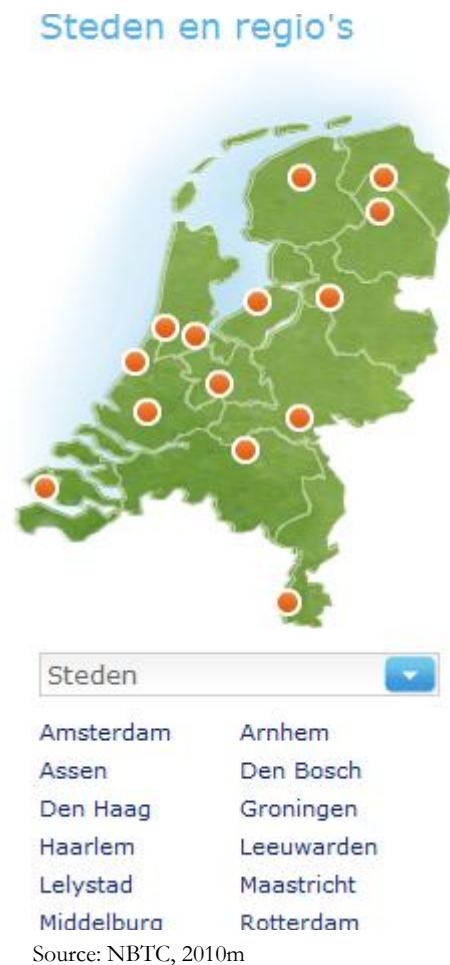 Steden en regio's
Steden
Amsterdam Arnhem
Assen Den Bosch
Den Haag Groningen
Haarlem Leeuwarden
Lelystad Maastricht
Middelburg Rotterdam
Source: NBTC, 2010m